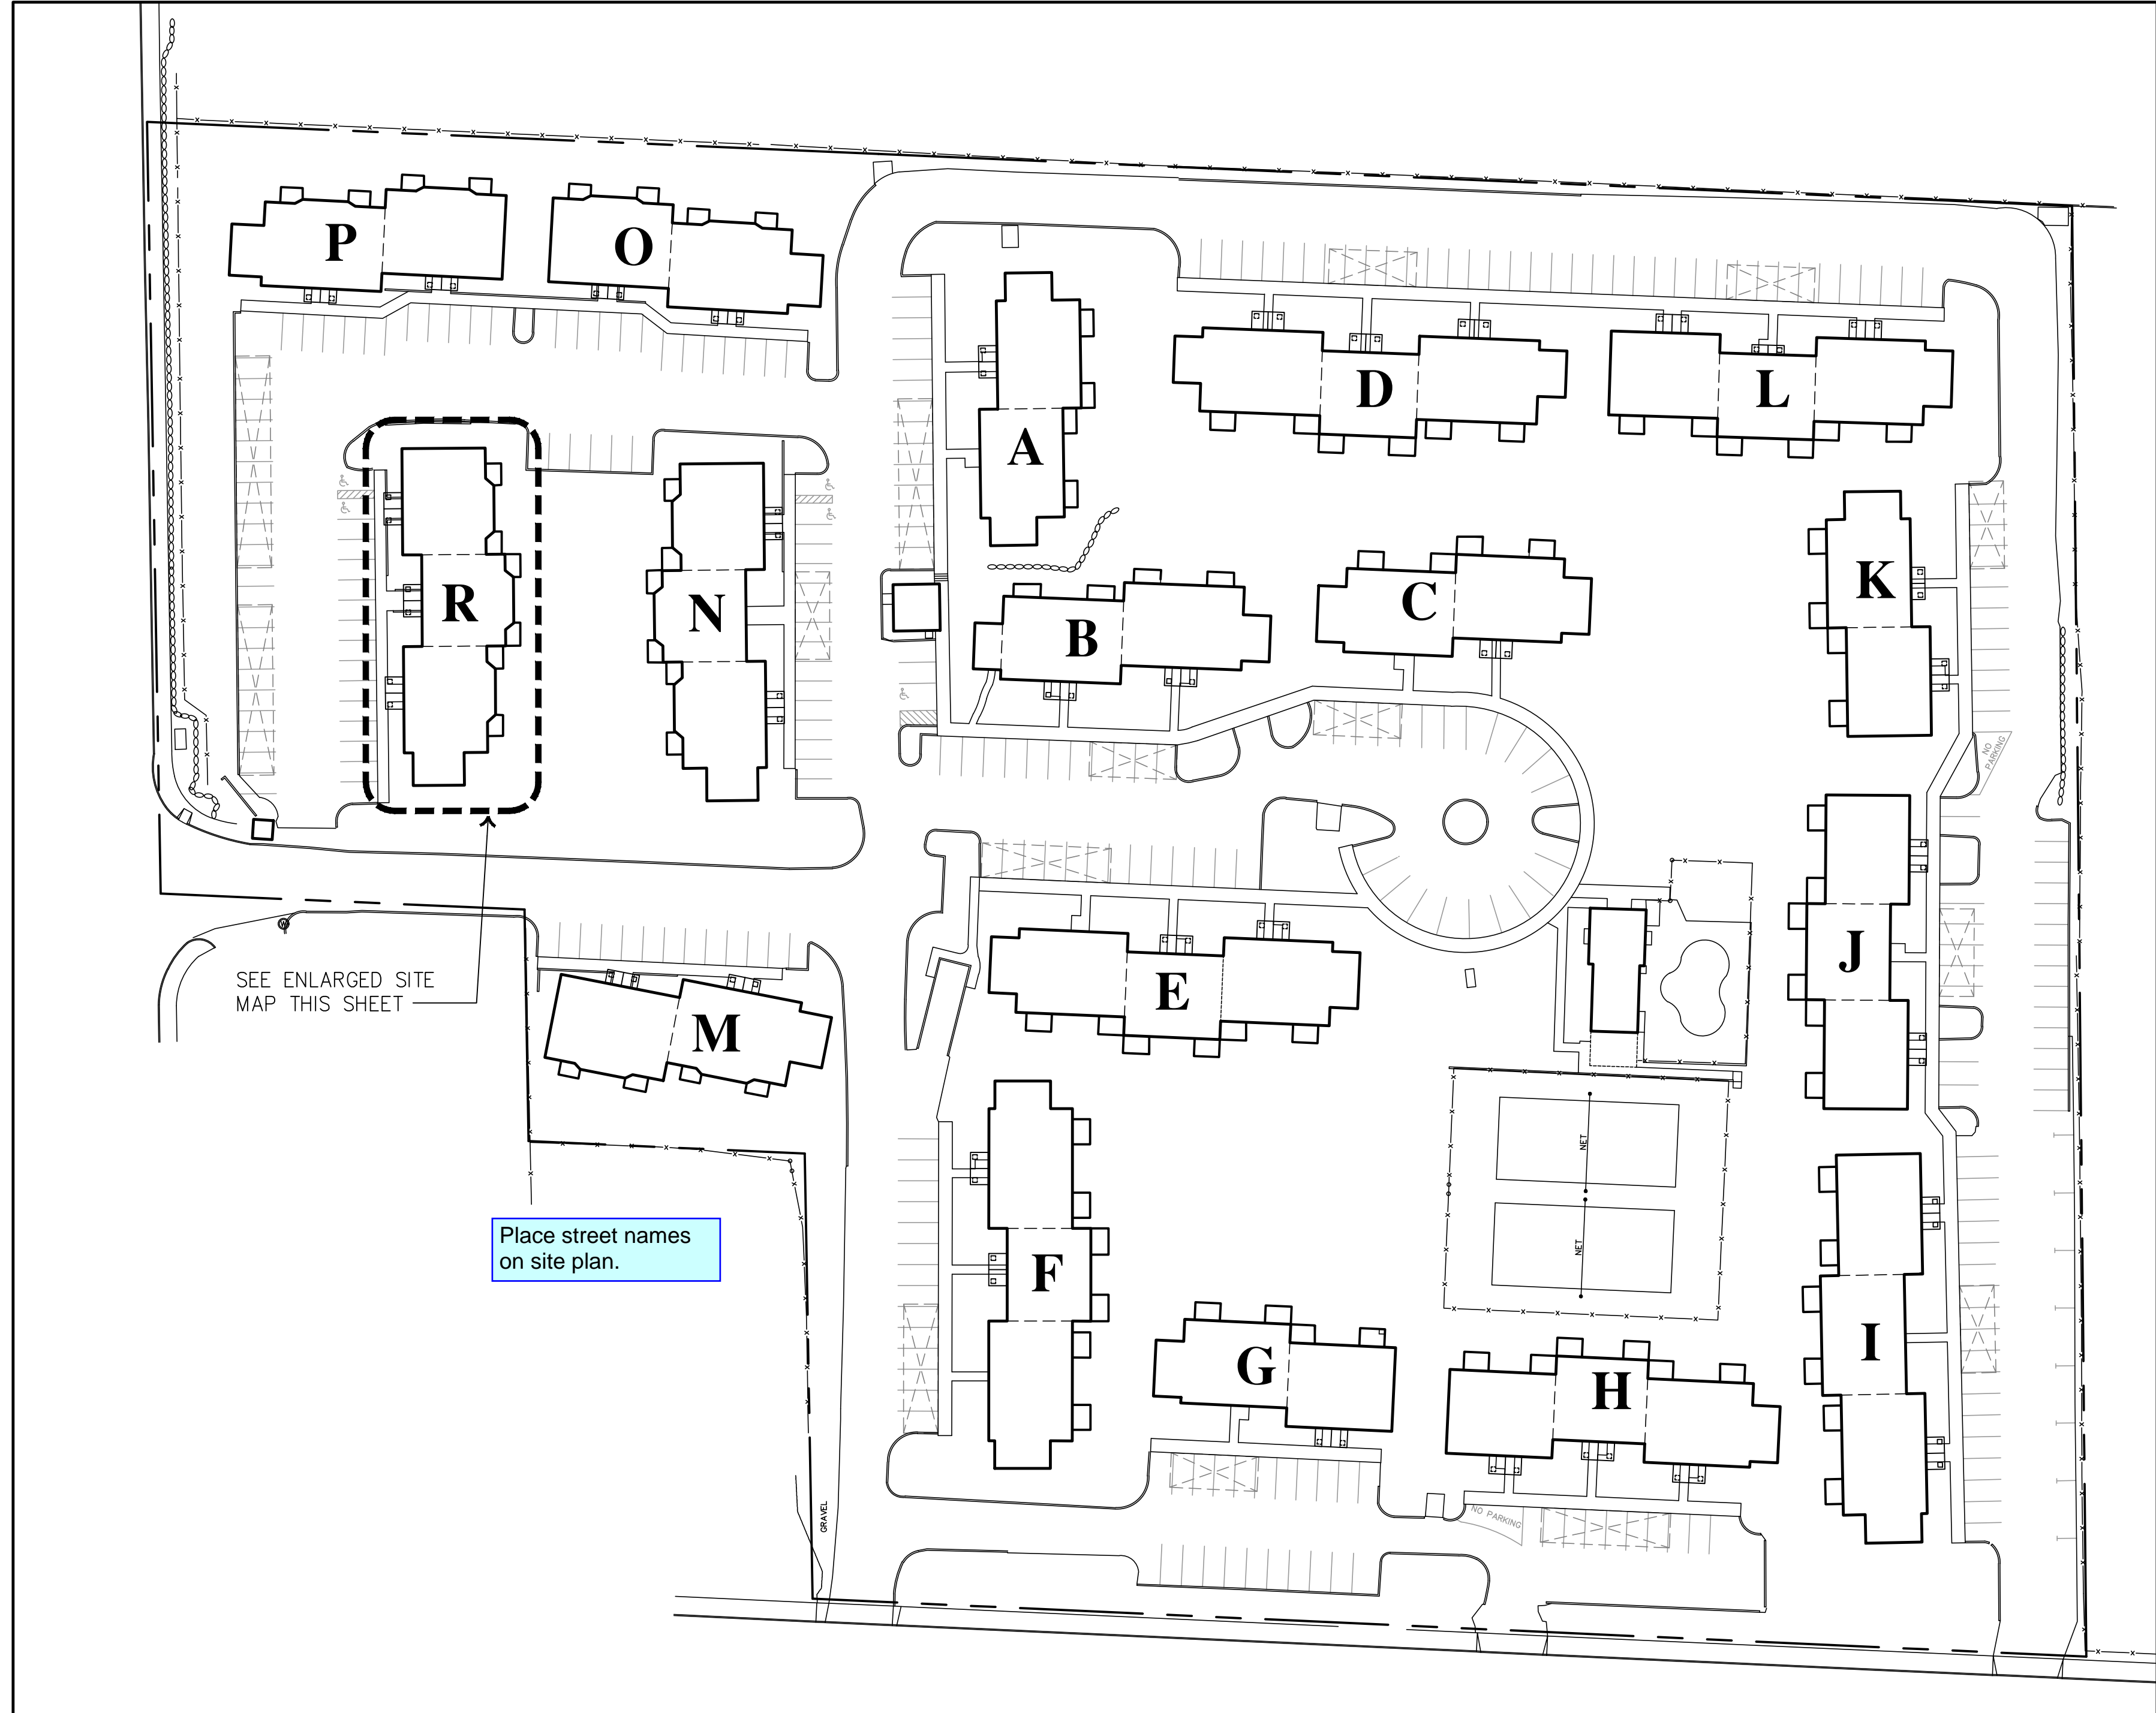 P
O
A
D
L
R
N
B
C
K
NO
PARKING
SEE ENLARGED SITE
MAP THIS SHEET
W
M
E
J
Place street names
on site plan.
NET
NET
F
G
H
I
GRAVEL
NO PARKING